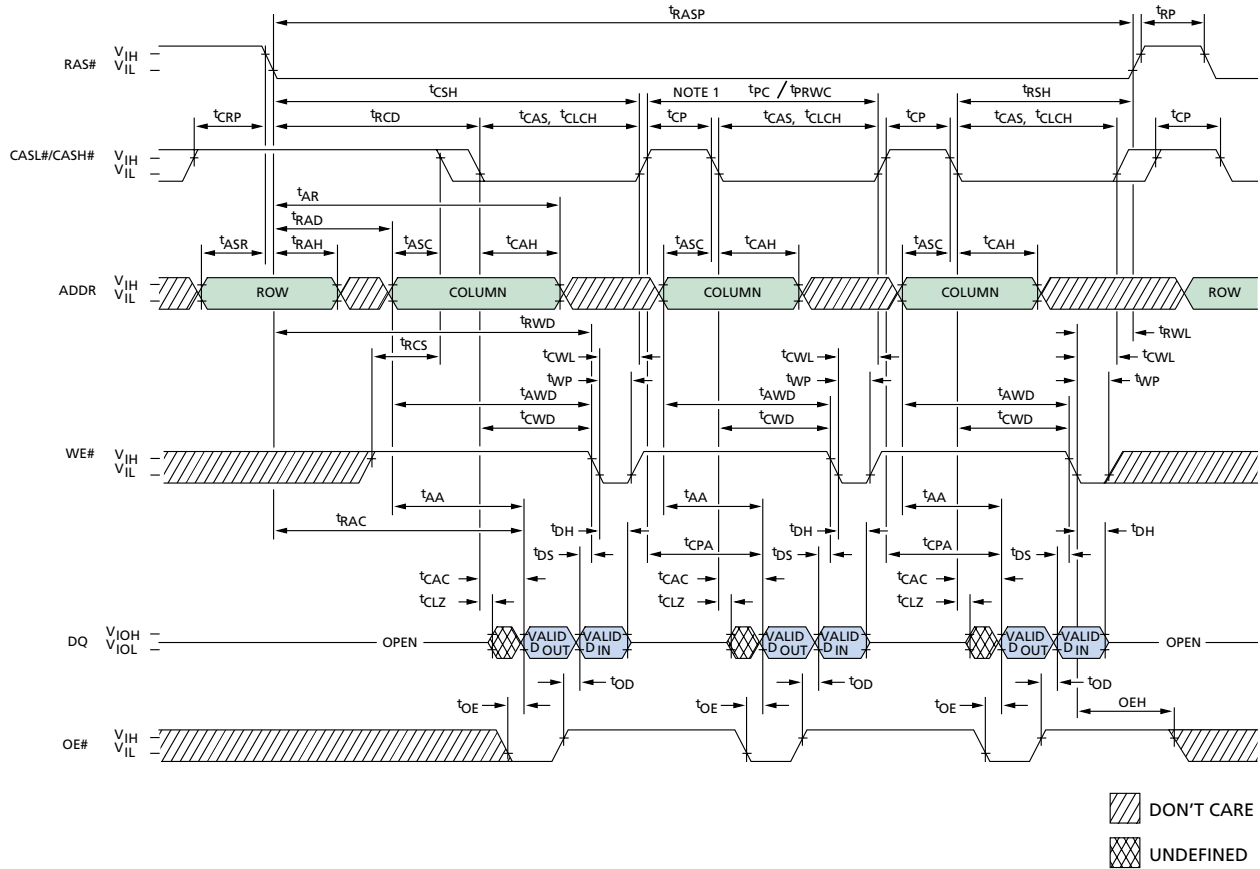 tRASP tRP
RAS# VIH
VIL
tCSH NOTE 1 tPC / tPRWC tRSH
tCRP tRCD tCAS, tCLCH tCP tCAS, tCLCH tCP tCAS, tCLCH tCP
CASL#/CASH# VIH
VIL
tAR
tRAD
tASR tRAH tASC tCAH tASC tCAH tASC tCAH
ADDR VIH
VIL
ROW COLUMN COLUMN COLUMN ROW
tRWD tRWL
tRCS tCWL tCWL tCWL
tWP tWP tWP
tAWD tAWD tAWD
tCWD tCWD tCWD
WE# VIH
VIL
tAA tAA tAA
tRAC tDH tDH tDH
tDS tCPA tDS tCPA tDS
tCAC tCAC tCAC
tCLZ tCLZ tCLZ
DQ VIOH
VIOL
OPEN VALID VALID VALID VALID VALID VALID OPEN
DOUT DIN DOUT DIN DOUT DIN
tOD tOD tOD
tOE tOE tOE OEH
OE# VIH
VIL
DON'T CARE
UNDEFINED